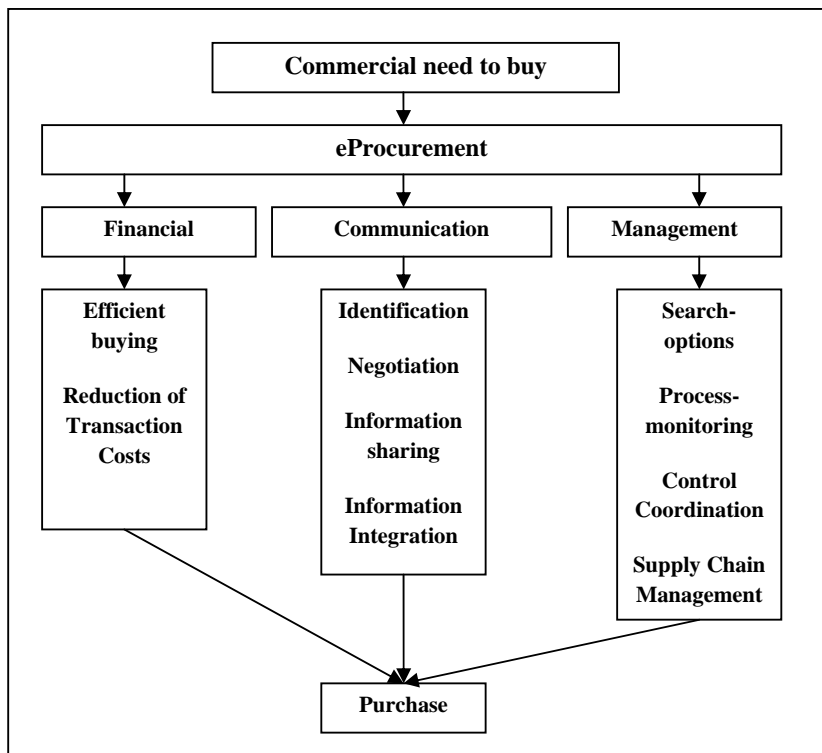 Commercial need to buy
eProcurement
Financial
Communication
Management
Efficient
buying
Reduction of
Transaction
Costs
Identification
Negotiation
Information
sharing
Information
Integration
Search-
options
Process-
monitoring
Control
Coordination
Supply Chain
Management
Purchase